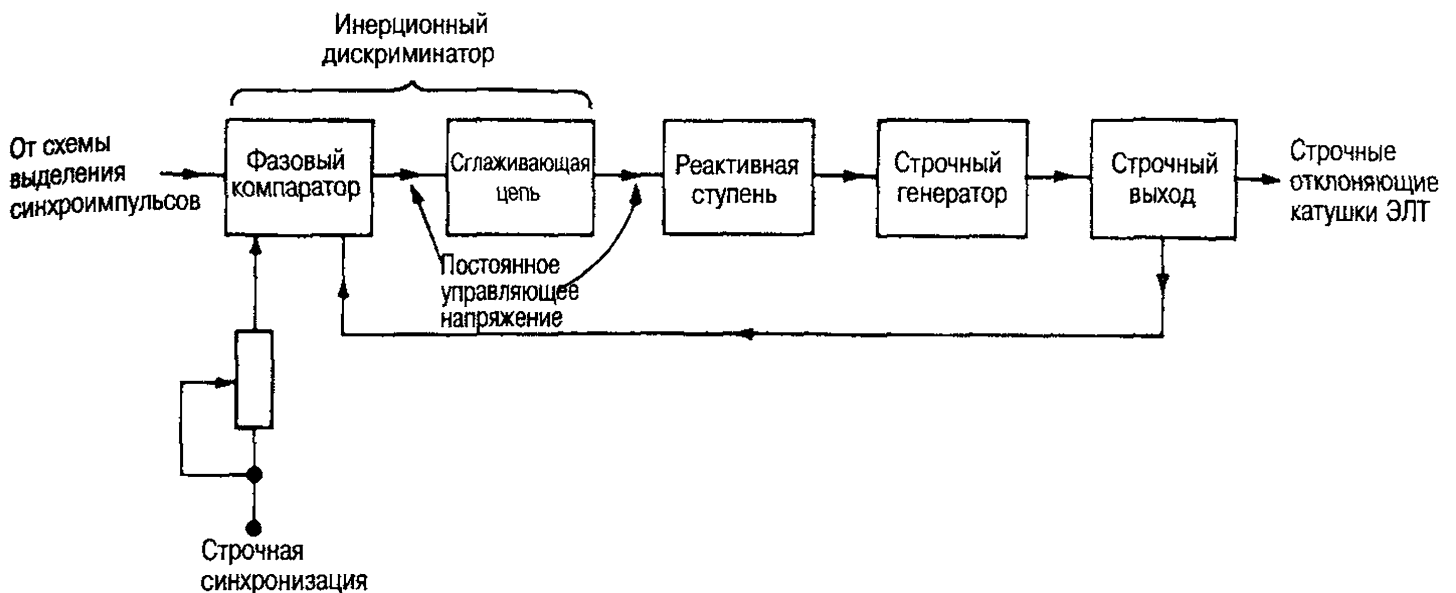 Инерционный
дискриминатор
От схемы
выделения
синхроимпульсов
Фазовый
компаратор
Сглаживающая
цепь
Реактивная
ступень
Строчный
генератор
Строчный
выход
Строчные
отклоняющие
катушки ЭЛТ
Постоянное
управляющее
напряжение
Строчная
синхронизация